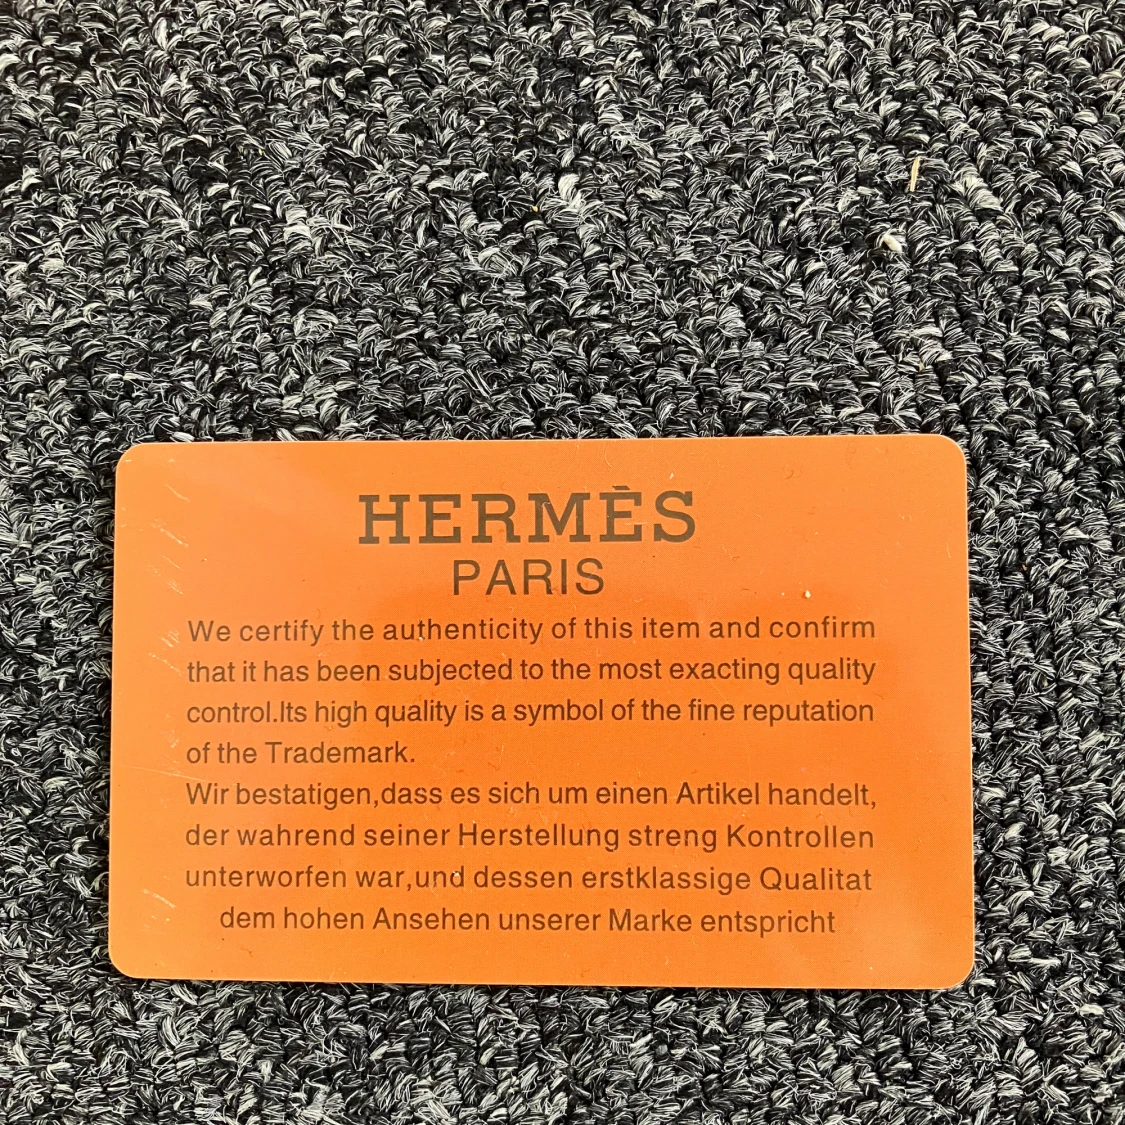 HERMÈS
PARIS
We certify the authenticity of this item and confirm
that it has been subjected to the most exacting quality
control.Its high quality is a symbol of the fine reputation
of the Trademark.
Wir bestatigen,dass es sich um einen Artikel handelt,
der wahrend seiner Herstellung streng Kontrollen
unterworfen war,und dessen erstklassige Qualitat
dem hohen Ansehen unserer Marke entspricht